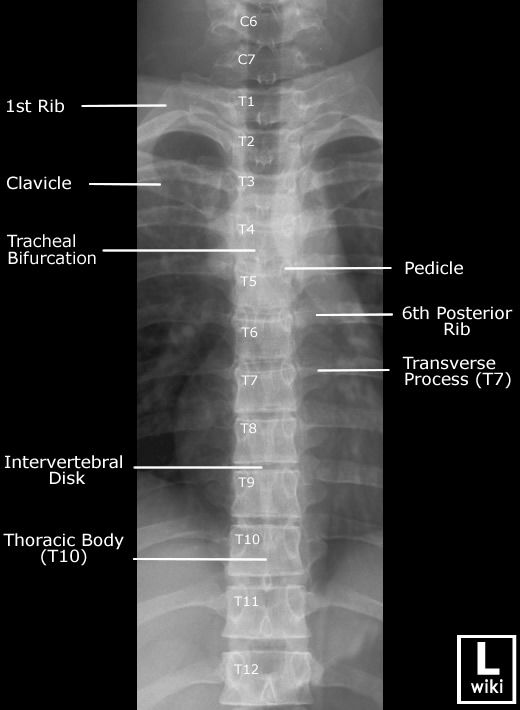 C6
C7
T1
1st Rib
T2
Clavicle
T3
T4
Tracheal
Bifurcation
Pedicle
T5
6th Posterior
Rib
T6
Transverse
Process (T7)
T7
T8
Intervertebral
Disk
T9
T10
Thoracic Body
(T10)
T11
T12
L
wiki